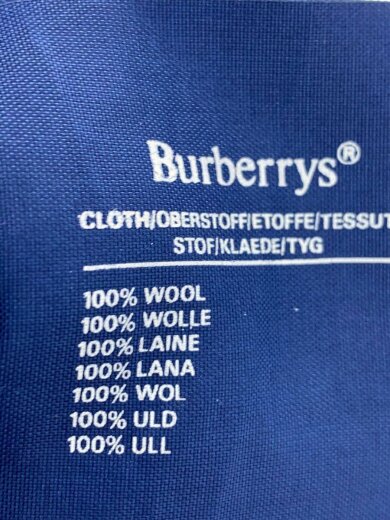 Burberrys®
CLOTH/OBERSTOFF/ETOFFE/TESSUT
STOF/KLAEDE/TYG
100% WOOL
100% WOLLE
100% LAINE
100% LANA
100% WOL
100% ULD
100% ULL